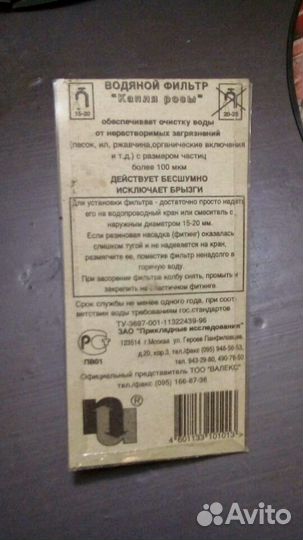 15-20
20-25
ВОДЯНОЙ ФИЛЬТР
"Капля росы"
обеспечивает очистку воды
от нерастворимых загрязнений
(песок, ил, ржавчина,органические включения
и т.д.) с размером частиц
более 100 мкм
ДЕЙСТВУЕТ БЕСШУМНО
ИСКЛЮЧАЕТ БРЫЗГИ
Для установки фильтра - достаточно просто надеть
его на водопроводный кран или смеситель с
наружным диаметром 15-20 мм.
Если резиновая насадка (фитинг) оказалась
слишком тугой и не надевается на кран,
размягчите ее, поместив фильтр ненадолго в
горячую воду.
При засорении фильтра колбу снять, промыть и
закрепить на эластичном фитинге.
Срок службы не менее одного года, при соот-
ветствии воды требованиям гос.стандартов
ТУ-3697-001-11322439-96
ЗАО "Прикладные исследования"
123514 г.Москва ул. Героев Панфиловцев,
д.20, кор.3, тел./факс (095) 948-50-53,
тел. 943-29-80, 490-76-50
РСТ
ПВ01
Официальный представитель ТОО "ВАЛЕКС"
тел./факс (095) 166-87-36
®
4 601133 101013 >
Avito